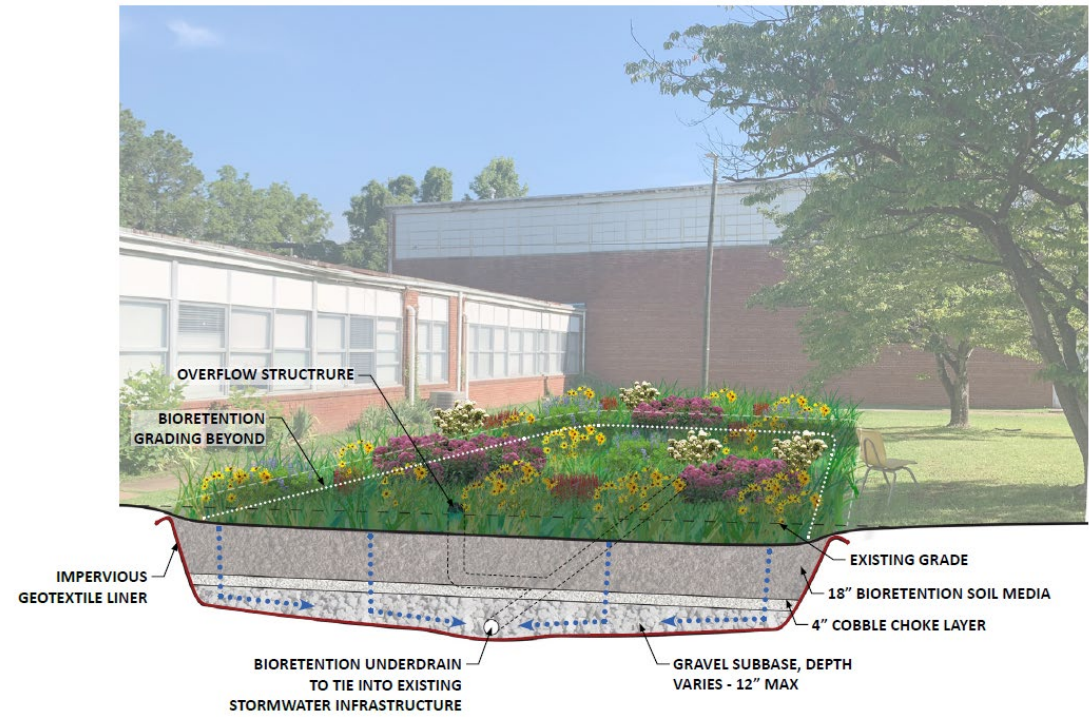 OVERFLOW STRUCTRURE
BIORETENTION
GRADING BEYOND
IMPERVIOUS
GEOTEXTILE LINER
EXISTING GRADE
18” BIORETENTION SOIL MEDIA
4” COBBLE CHOKE LAYER
BIORETENTION UNDERDRAIN
TO TIE INTO EXISTING
STORMWATER INFRASTRUCTURE
GRAVEL SUBBASE, DEPTH
VARIES - 12” MAX